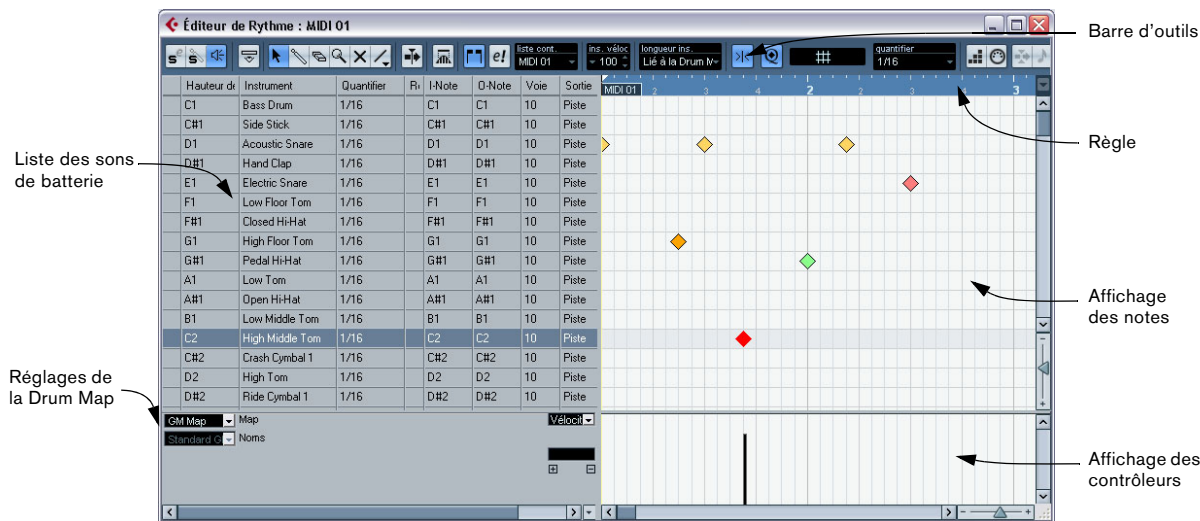 Éditeur de Rythme : MIDI 01
Barre d'outils
liste cont. ins. véloc longueur ins. quantifier
MIDI 01 100 Lié à la Drum M 1/16
Hauteur de Instrument Quantifier I-Note O-Note Voie Sortie
MIDI 01 2 3 4 2 2 3 4 3
C1 Bass Drum 1/16 C1 C1 10 Piste
C#1 Side Stick 1/16 C#1 C#1 10 Piste
D1 Acoustic Snare 1/16 D1 D1 10 Piste
Règle
D#1 Hand Clap 1/16 D#1 D#1 10 Piste
Liste des sons
de batterie
E1 Electric Snare 1/16 E1 E1 10 Piste
F1 Low Floor Tom 1/16 F1 F1 10 Piste
F#1 Closed Hi-Hat 1/16 F#1 F#1 10 Piste
G1 High Floor Tom 1/16 G1 G1 10 Piste
G#1 Pedal Hi-Hat 1/16 G#1 G#1 10 Piste
A1 Low Tom 1/16 A1 A1 10 Piste
A#1 Open Hi-Hat 1/16 A#1 A#1 10 Piste
Affichage
des notes
B1 Low Middle Tom 1/16 B1 B1 10 Piste
C2 High Middle Tom 1/16 C2 C2 10 Piste
C#2 Crash Cymbal 1 1/16 C#2 C#2 10 Piste
D2 High Tom 1/16 D2 D2 10 Piste
D#2 Ride Cymbal 1 1/16 D#2 D#2 10 Piste
Réglages de
la Drum Map
GM Map Map Vélocit
Standard G Noms
Affichage des
contrôleurs